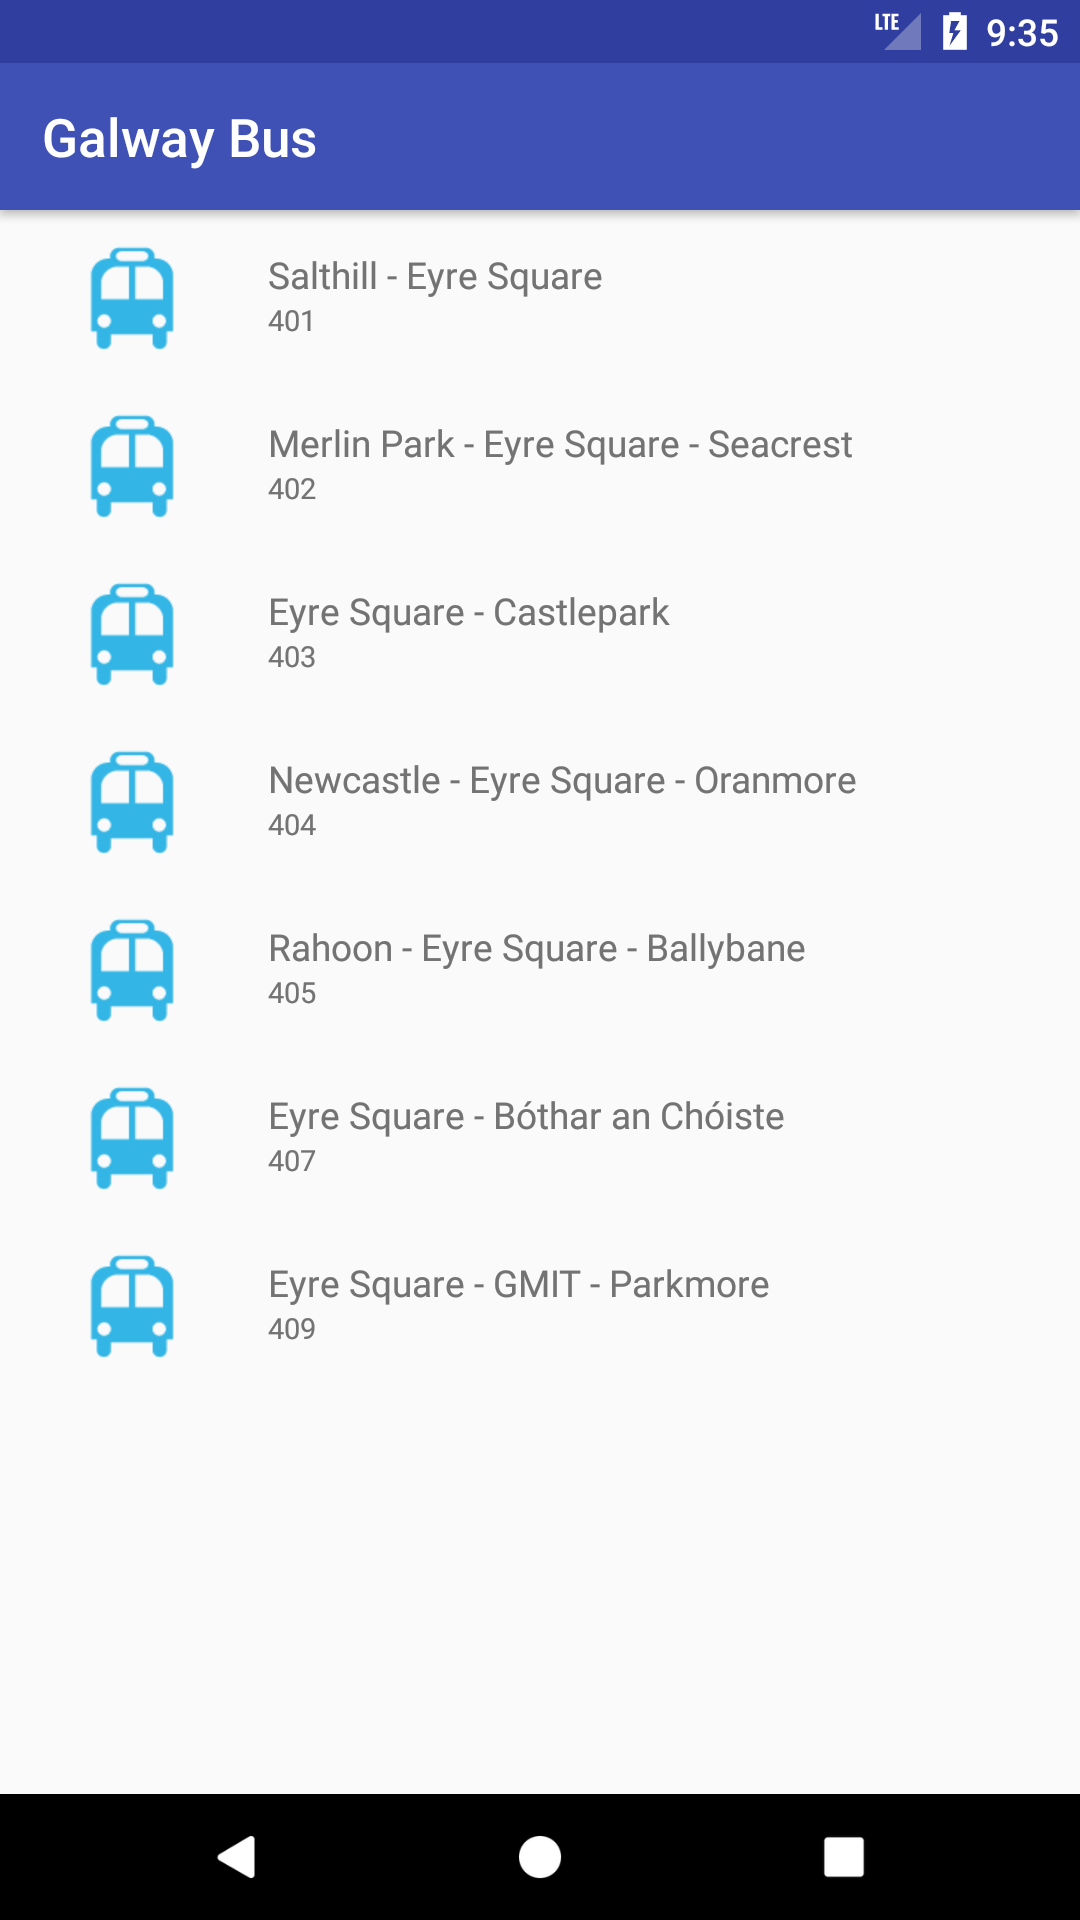 LTE 9:35
Galway Bus
Salthill - Eyre Square
401
Merlin Park - Eyre Square - Seacrest
402
Eyre Square - Castlepark
403
Newcastle - Eyre Square - Oranmore
404
Rahoon - Eyre Square - Ballybane
405
Eyre Square - Bóthar an Chóiste
407
Eyre Square - GMIT - Parkmore
409